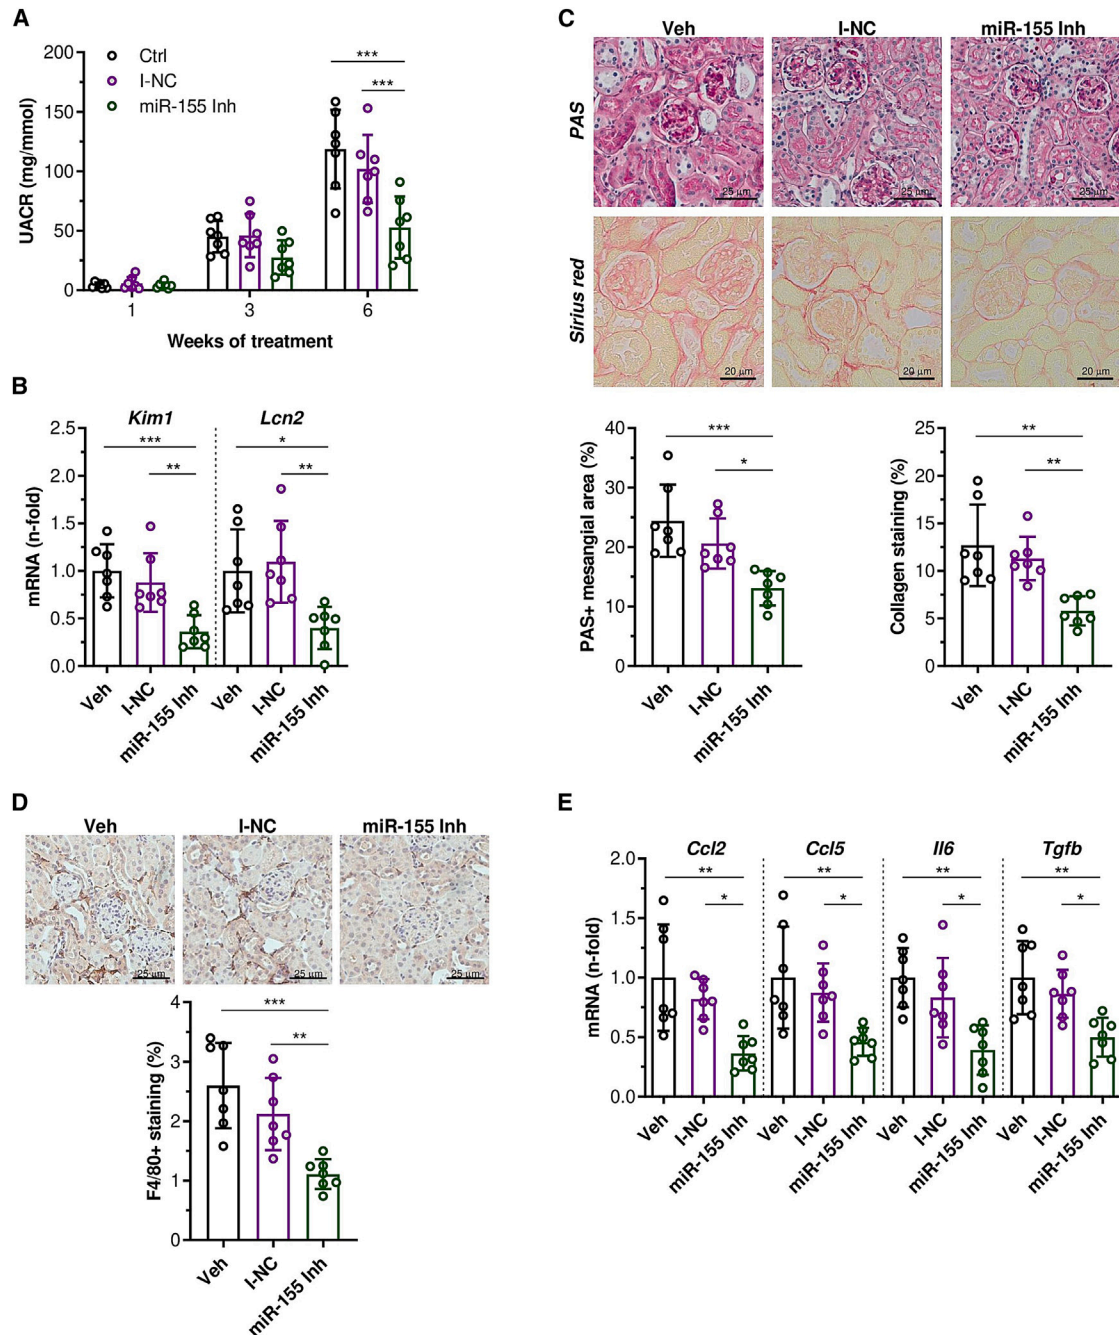 A
UACR (mg/mmol)
200
150
100
50
0
Ctrl
I-NC
miR-155 Inh
***
***
1
3
6
Weeks of treatment
B
mRNA (n-fold)
Kim1
Lcn2
2.5
2.0
1.5
1.0
0.5
0.0
***
**
*
**
Veh
I-NC
miR-155 Inh
Veh
I-NC
miR-155 Inh
C
Veh
I-NC
miR-155 Inh
PAS
25 μm
25 μm
25 μm
Sirius red
20 μm
20 μm
20 μm
PAS+ mesangial area (%)
40
30
20
10
0
***
*
Veh
I-NC
miR-155 Inh
Collagen staining (%)
25
20
15
10
5
0
**
**
Veh
I-NC
miR-155 Inh
D
Veh
I-NC
miR-155 Inh
25 μm
25 μm
25 μm
F4/80+ staining (%)
4
3
2
1
0
***
**
Veh
I-NC
miR-155 Inh
E
mRNA (n-fold)
Ccl2
Ccl5
Il6
Tgfb
2.0
1.5
1.0
0.5
0.0
**
*
**
*
**
*
**
*
Veh
I-NC
miR-155 Inh
Veh
I-NC
miR-155 Inh
Veh
I-NC
miR-155 Inh
Veh
I-NC
miR-155 Inh